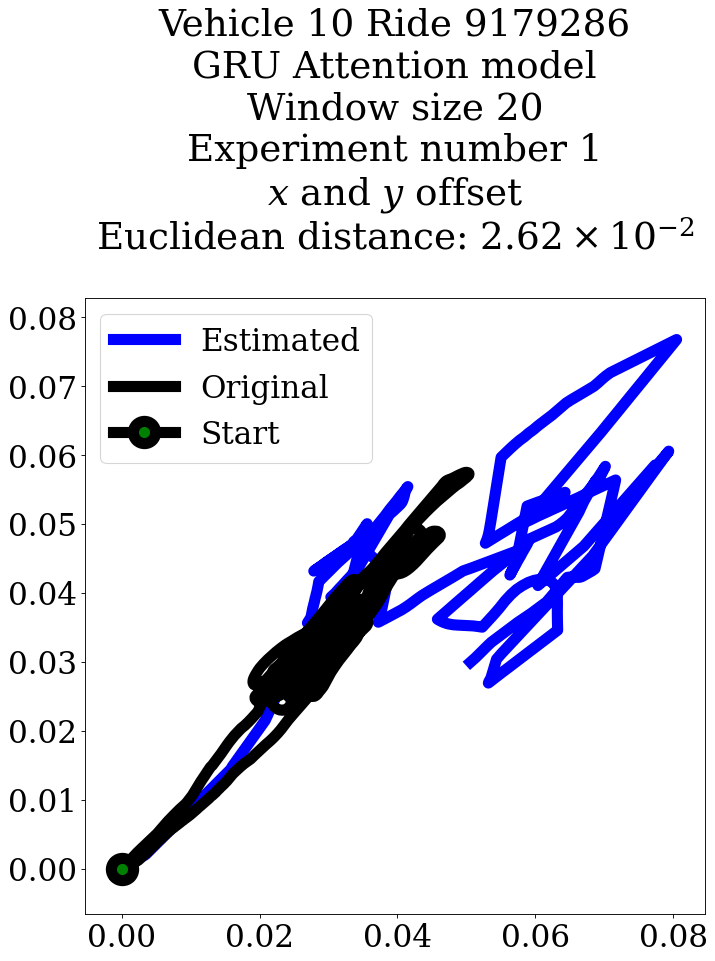 Vehicle 10 Ride 9179286
GRU Attention model
Window size 20
Experiment number 1
x and y offset
Euclidean distance: 2.62 × 10⁻²
Estimated
Original
Start
0.08
0.07
0.06
0.05
0.04
0.03
0.02
0.01
0.00
0.00 0.02 0.04 0.06 0.08